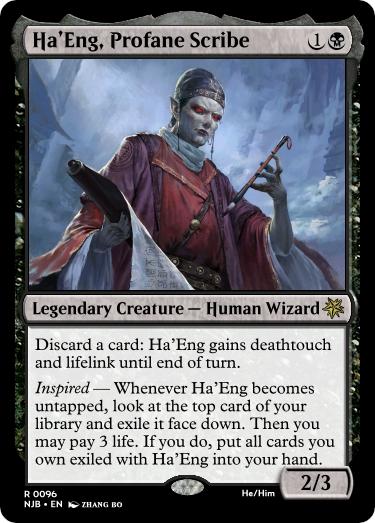 Ha'Eng, Profane Scribe 1
Legendary Creature — Human Wizard
Discard a card: Ha'Eng gains deathtouch
and lifelink until end of turn.
Inspired — Whenever Ha'Eng becomes
untapped, look at the top card of your
library and exile it face down. Then you
may pay 3 life. If you do, put all cards you
own exiled with Ha'Eng into your hand.
2/3
R 0096
NJB • EN ZHANG BO
He/Him